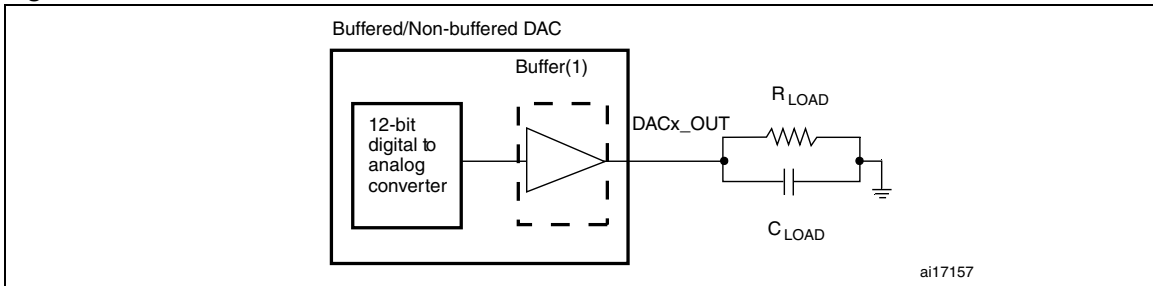 Buffered/Non-buffered DAC
Buffer(1)
12-bit
digital to
analog
converter
DACx_OUT
R LOAD
C LOAD
ai17157